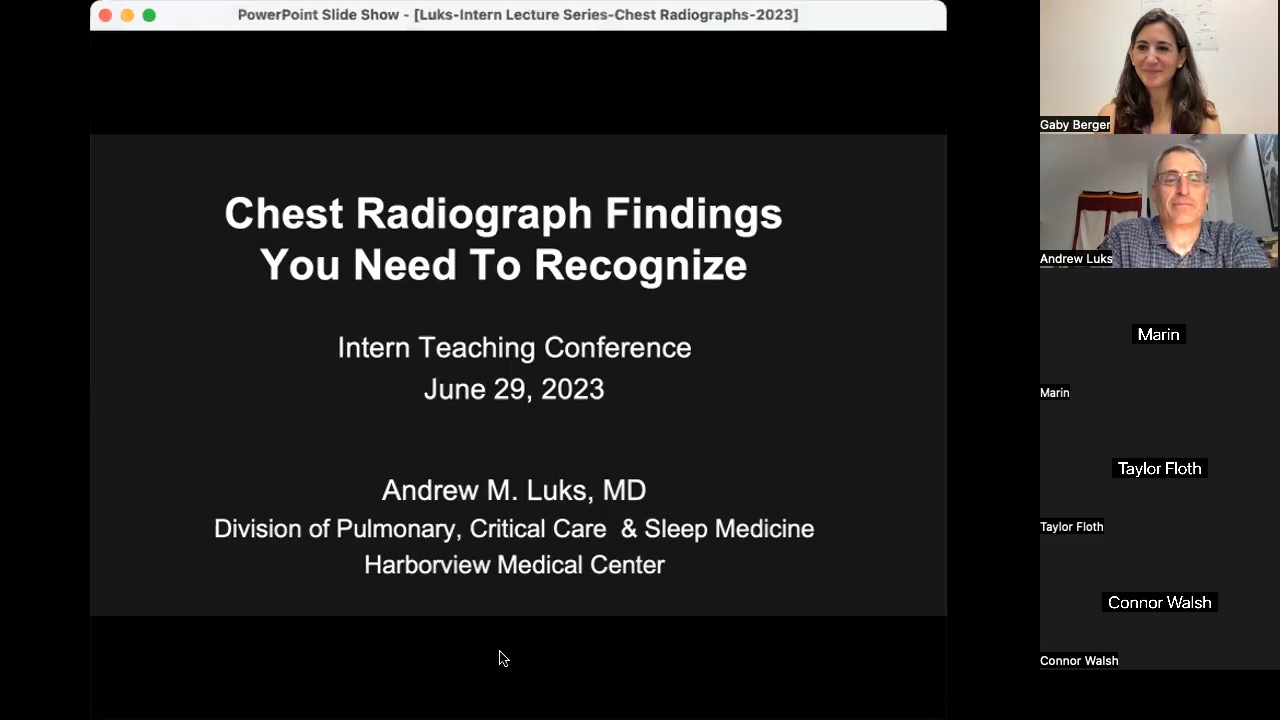 PowerPoint Slide Show - [Luks-Intern Lecture Series-Chest Radiographs-2023]
Chest Radiograph Findings
You Need To Recognize
Intern Teaching Conference
June 29, 2023
Andrew M. Luks, MD
Division of Pulmonary, Critical Care & Sleep Medicine
Harborview Medical Center
Gaby Berger
Andrew Luks
Marin
Marin
Taylor Floth
Taylor Floth
Connor Walsh
Connor Walsh